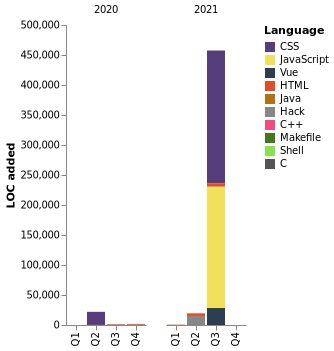 2020 2021
Language
CSS
JavaScript
Vue
HTML
Java
Hack
C++
Makefile
Shell
C
LOC added
500,000
450,000
400,000
350,000
300,000
250,000
200,000
150,000
100,000
50,000
0
Q1 Q2 Q3 Q4 Q1 Q2 Q3 Q4